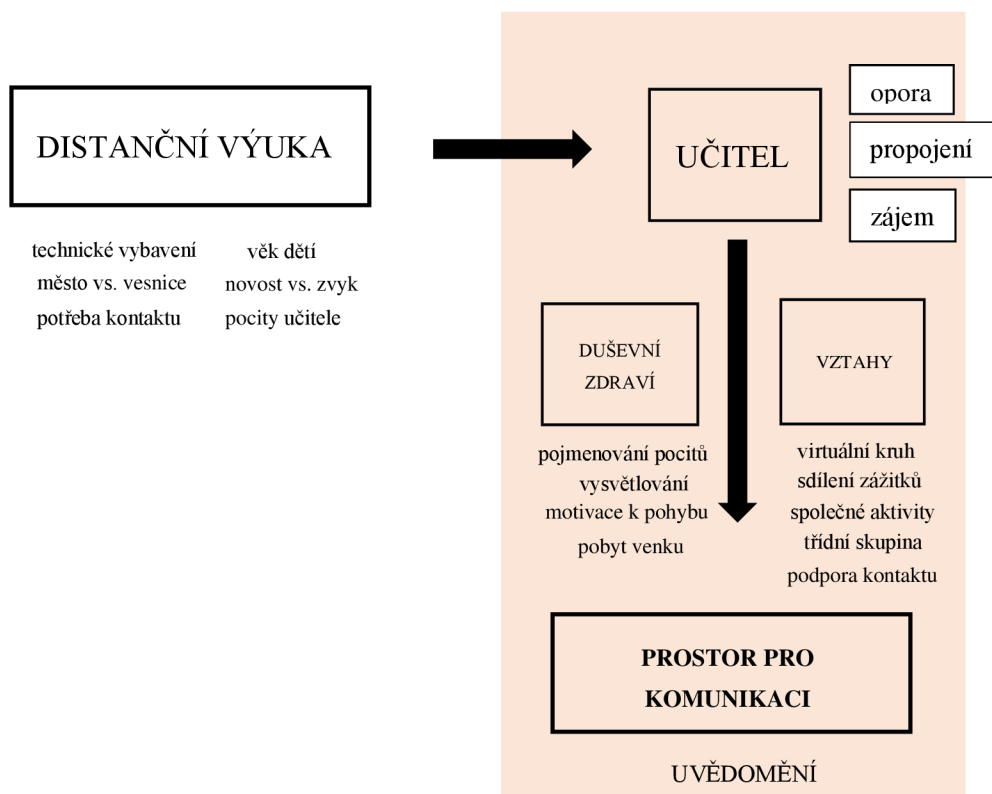 DISTANČNÍ VÝUKA
technické vybavení
věk dětí
město vs. vesnice
novost vs. zvyk
potřeba kontaktu
pocity učitele
UČITEL
opora
propojení
zájem
DUŠEVNÍ
ZDRAVÍ
pojmenování pocitů
vysvětlování
motivace k pohybu
pobyt venku
VZTAHY
virtuální kruh
sdílení zážitků
společné aktivity
třídní skupina
podpora kontaktu
PROSTOR PRO
KOMUNIKACI
UVĚDOMĚNÍ